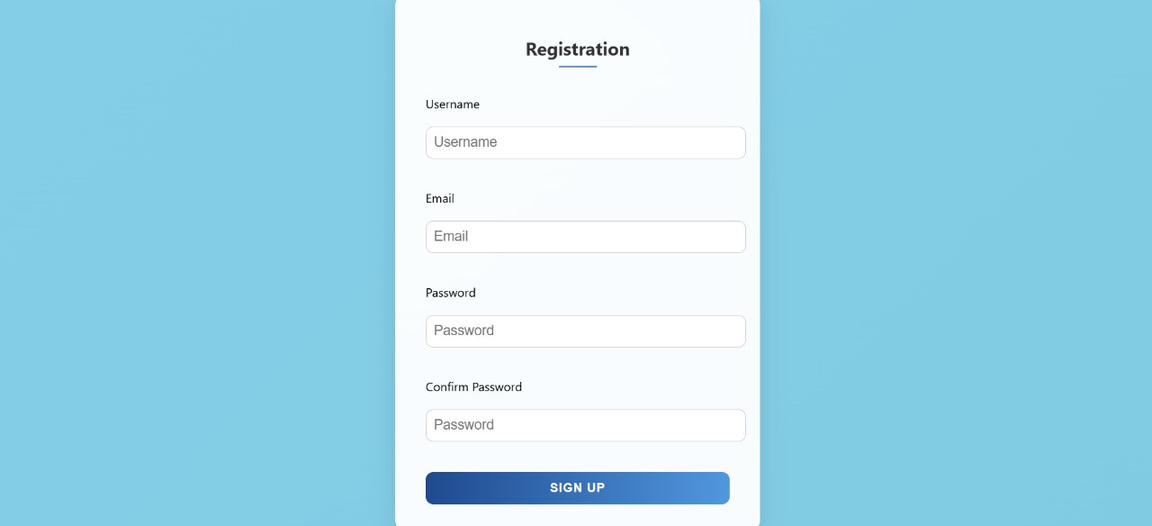 Registration
Username
Username
Email
Email
Password
Password
Confirm Password
Password
SIGN UP